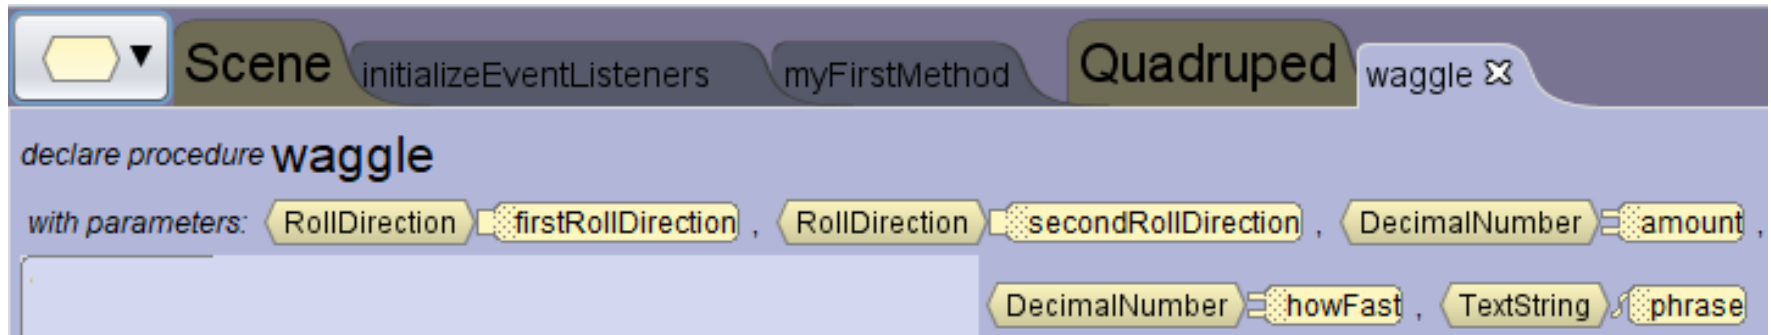 Scene initializeEventListeners myFirstMethod Quadruped waggle
declare procedure waggle
with parameters: RollDirection firstRollDirection , RollDirection secondRollDirection , DecimalNumber amount ,
DecimalNumber howFast , TextString phrase